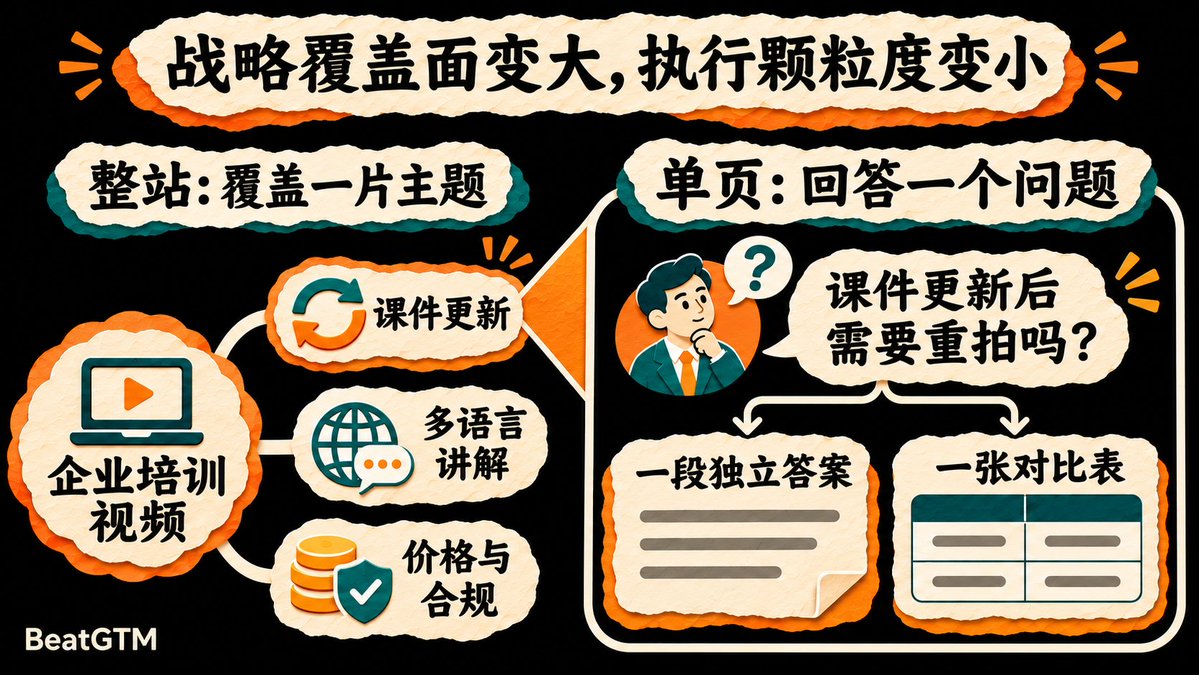 战略覆盖面变大，执行颗粒度变小
整站：覆盖一片主题
企业培训
视频
课件更新
多语言
讲解
价格与
合规
单页：回答一个问题
?
课件更新后
需要重拍吗？
一段独立答案
一张对比表
BeatGTM